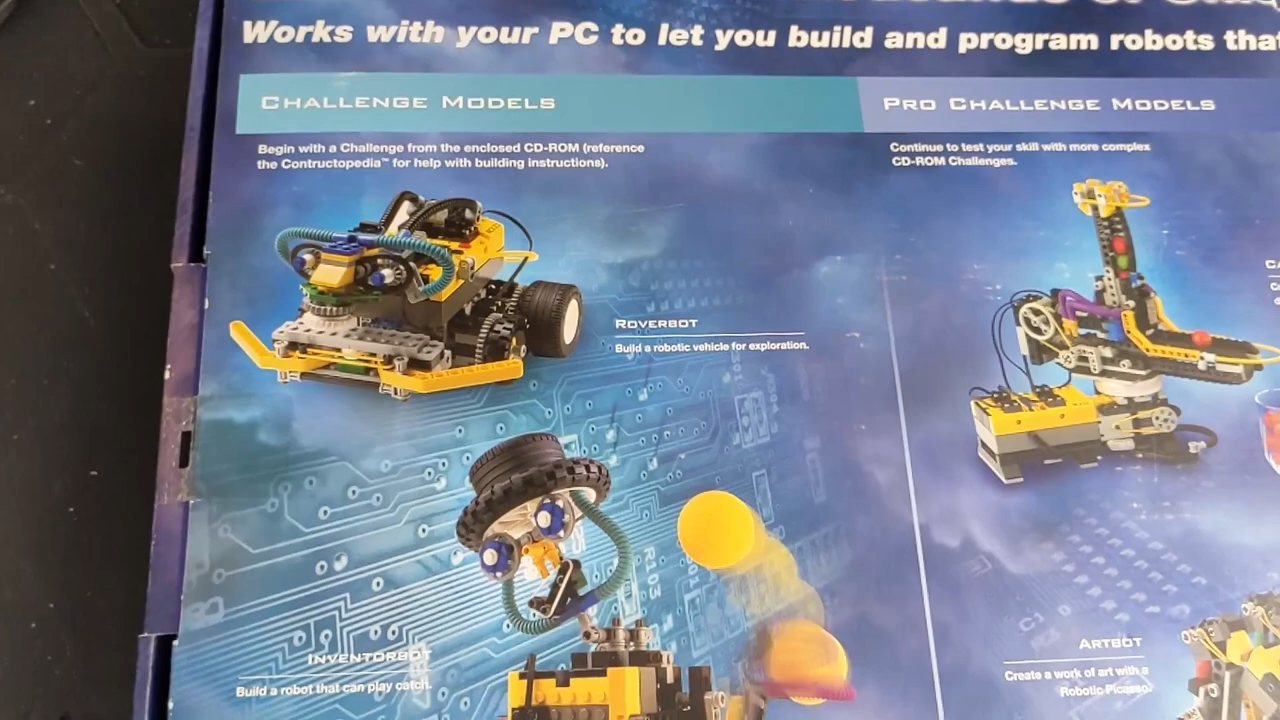 Works with your PC to let you build and program robots that
CHALLENGE MODELS
Begin with a Challenge from the enclosed CD-ROM (reference
the Contructopedia™ for help with building instructions).
ROVERBOT
Build a robotic vehicle for exploration.
INVENTORBOT
Build a robot that can play catch.
PRO CHALLENGE MODELS
Continue to test your skill with more complex
CD-ROM Challenges.
ARTBOT
Create a work of art with a
Robotic Picasso.
R103